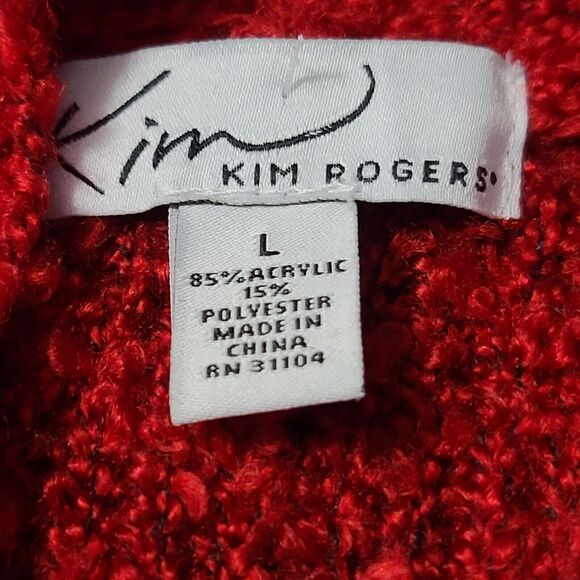 Kim
KIM ROGERS®
L
85% ACRYLIC
15%
POLYESTER
MADE IN
CHINA
RN 31104